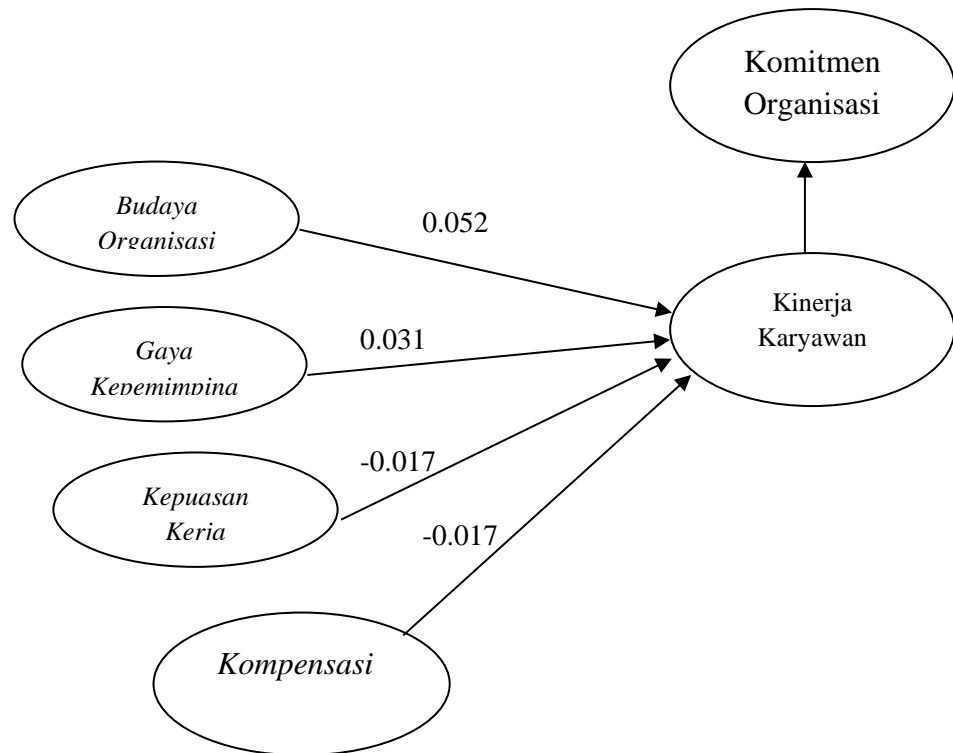 Komitmen
Organisasi
Budaya
Organisasi
0.052
Kinerja
Karyawan
Gaya
Kepemimpina
0.031
-0.017
Kepuasan
Kerja
-0.017
Kompensasi